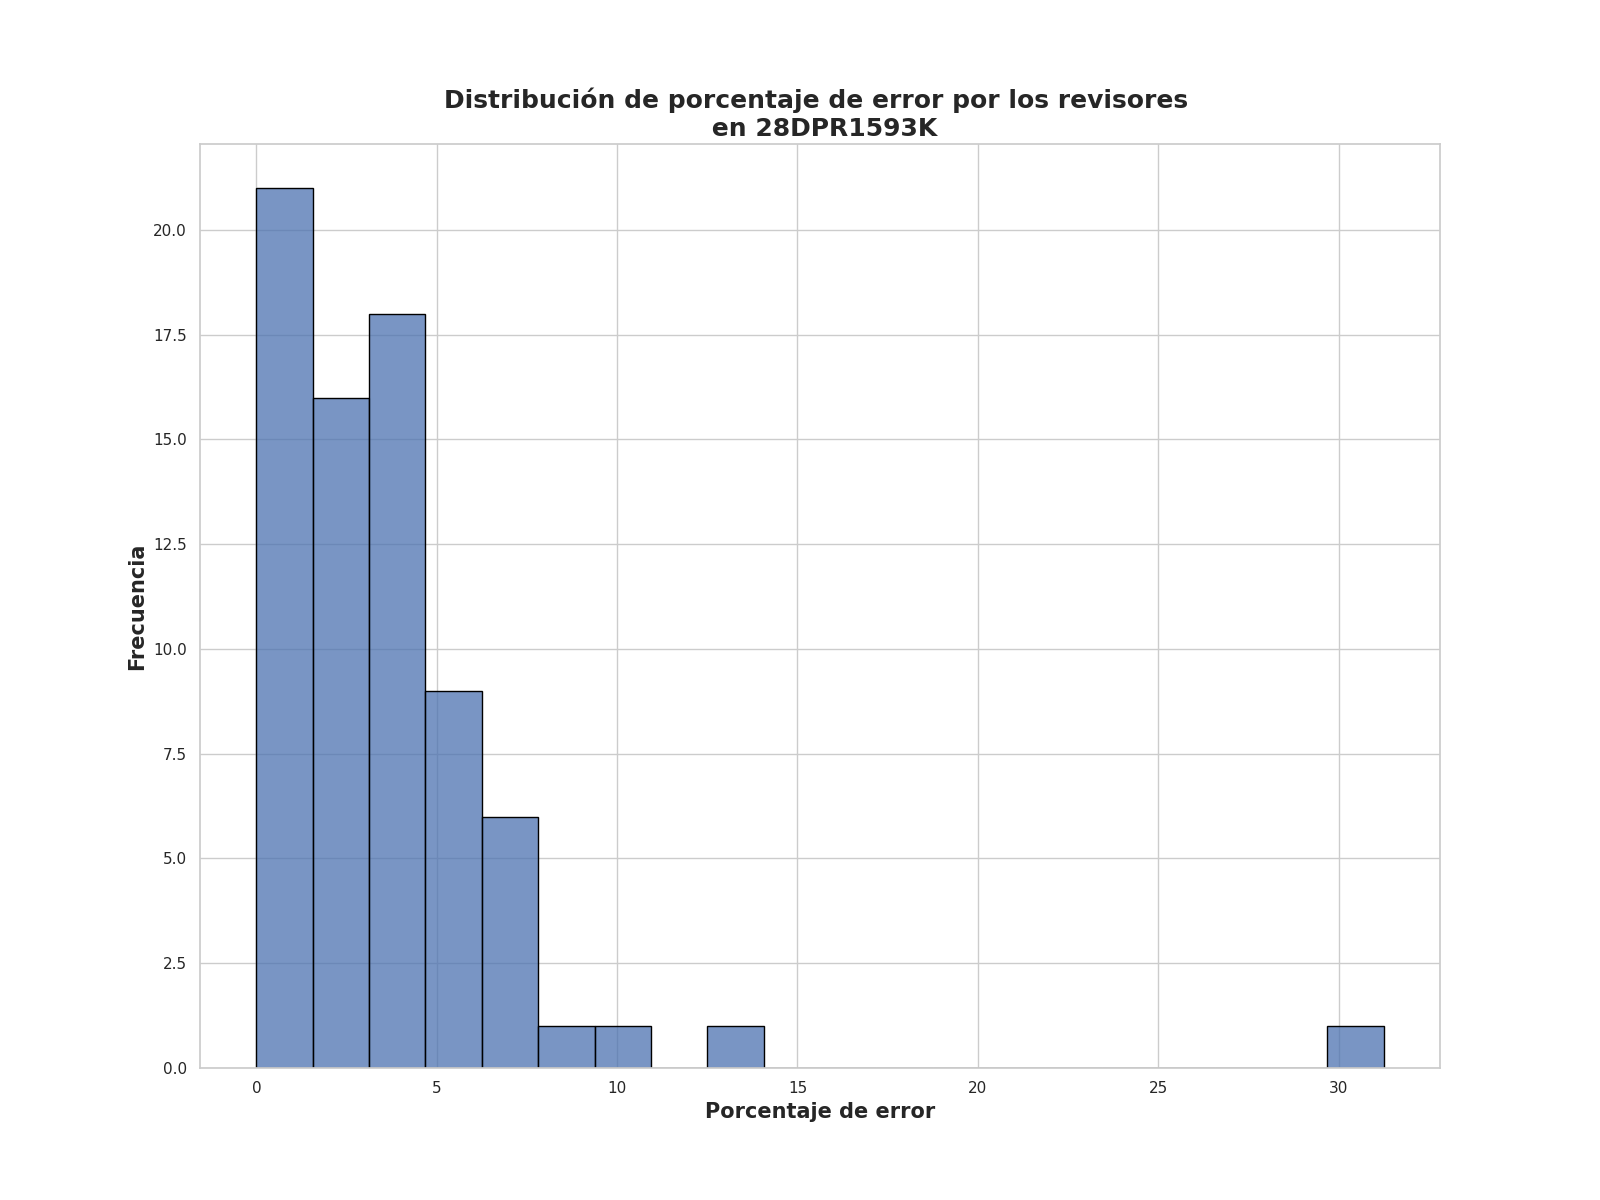 Distribución de porcentaje de error por los revisores
en 28DPR1593K
Frecuencia
20.0
17.5
15.0
12.5
10.0
7.5
5.0
2.5
0.0
0 5 10 15 20 25 30
Porcentaje de error